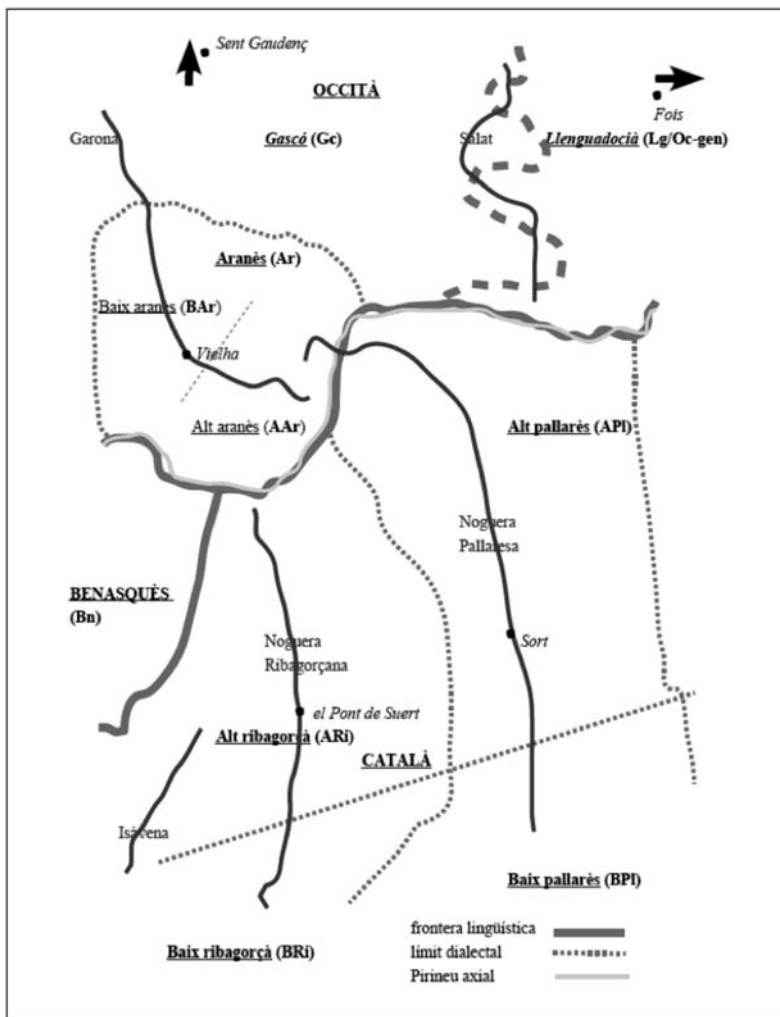 Sent Gaudenç
OCCITÀ
Fois
Garona
Gascó (Gc)
Salat
Llenguadocià (Lg/Oc-gen)
Aranès (Ar)
Baix aranès (BAr)
Vielha
Alt aranès (AAr)
Alt pallarès (APl)
Noguera
Pallaresa
BENASQUÈS
(Bn)
Noguera
Ribagorçana
Sort
el Pont de Suert
Alt ribagorçà (ARi)
CATALÀ
Isàvena
Baix pallarès (BPl)
Baix ribagorçà (BRi)
frontera lingüística
límit dialectal
Pirineu axial